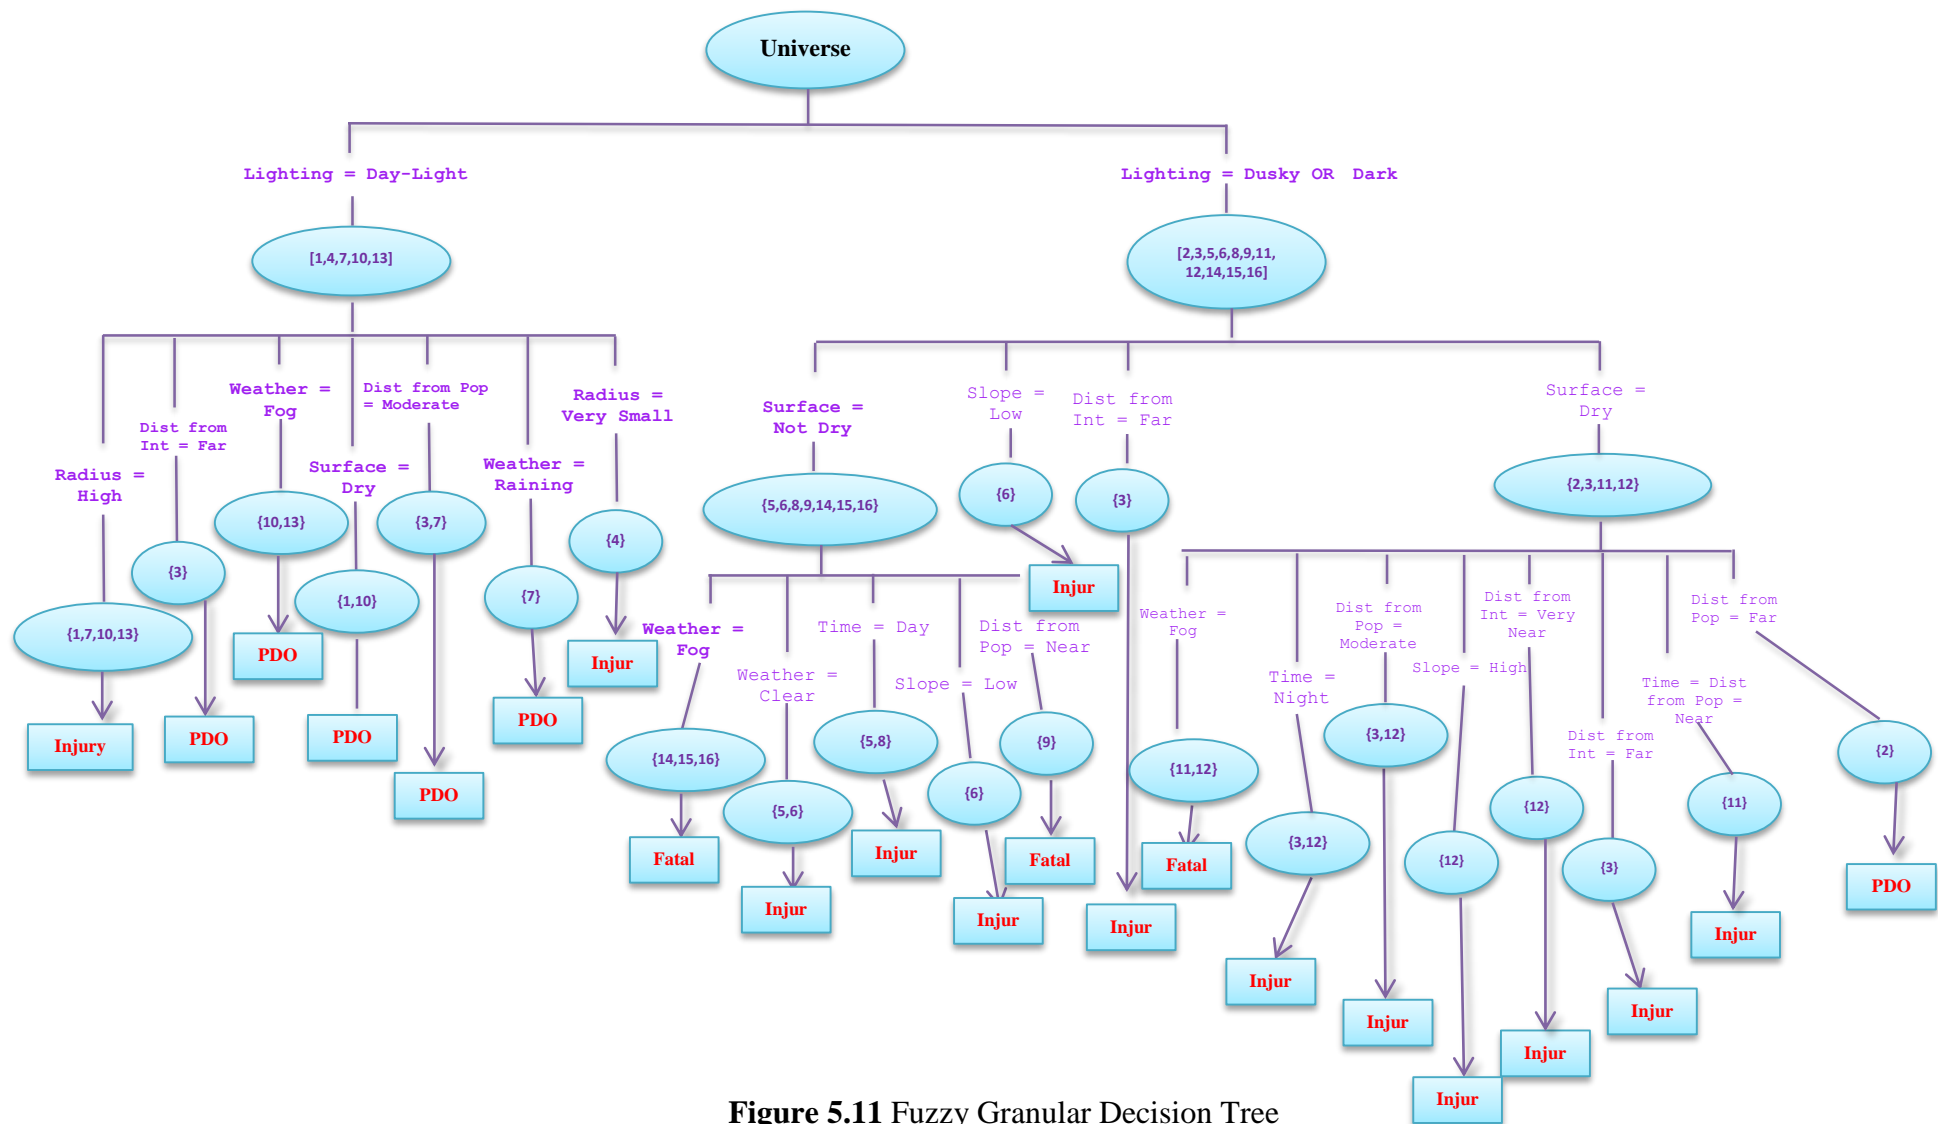 Universe
Lighting = Day-Light
Lighting = Dusky OR Dark
[1,4,7,10,13]
[2,3,5,6,8,9,11,
12,14,15,16]
Radius =
High
Dist from
Int = Far
Weather =
Fog
Surface =
Dry
Dist from Pop
= Moderate
Weather =
Raining
Radius =
Very Small
{1,7,10,13}
{3}
{10,13}
{1,10}
{3,7}
{7}
{4}
Injury
PDO
PDO
PDO
PDO
PDO
Injur
Surface =
Not Dry
Slope =
Low
Dist from
Int = Far
Surface =
Dry
{5,6,8,9,14,15,16}
{6}
{3}
{2,3,11,12}
Injur
Injur
Weather =
Fog
Weather =
Clear
Time = Day
Slope = Low
Dist from
Pop = Near
{14,15,16}
{5,6}
{5,8}
{6}
{9}
Fatal
Injur
Injur
Injur
Fatal
Weather =
Fog
Time =
Night
Dist from
Pop =
Moderate
Slope = High
Dist from
Int = Very
Near
Dist from
Int = Far
Time = Dist
from Pop =
Near
Dist from
Pop = Far
{11,12}
{3,12}
{3,12}
{12}
{12}
{3}
{11}
{2}
Fatal
Injur
Injur
Injur
Injur
Injur
Injur
PDO
Figure 5.11 Fuzzy Granular Decision Tree